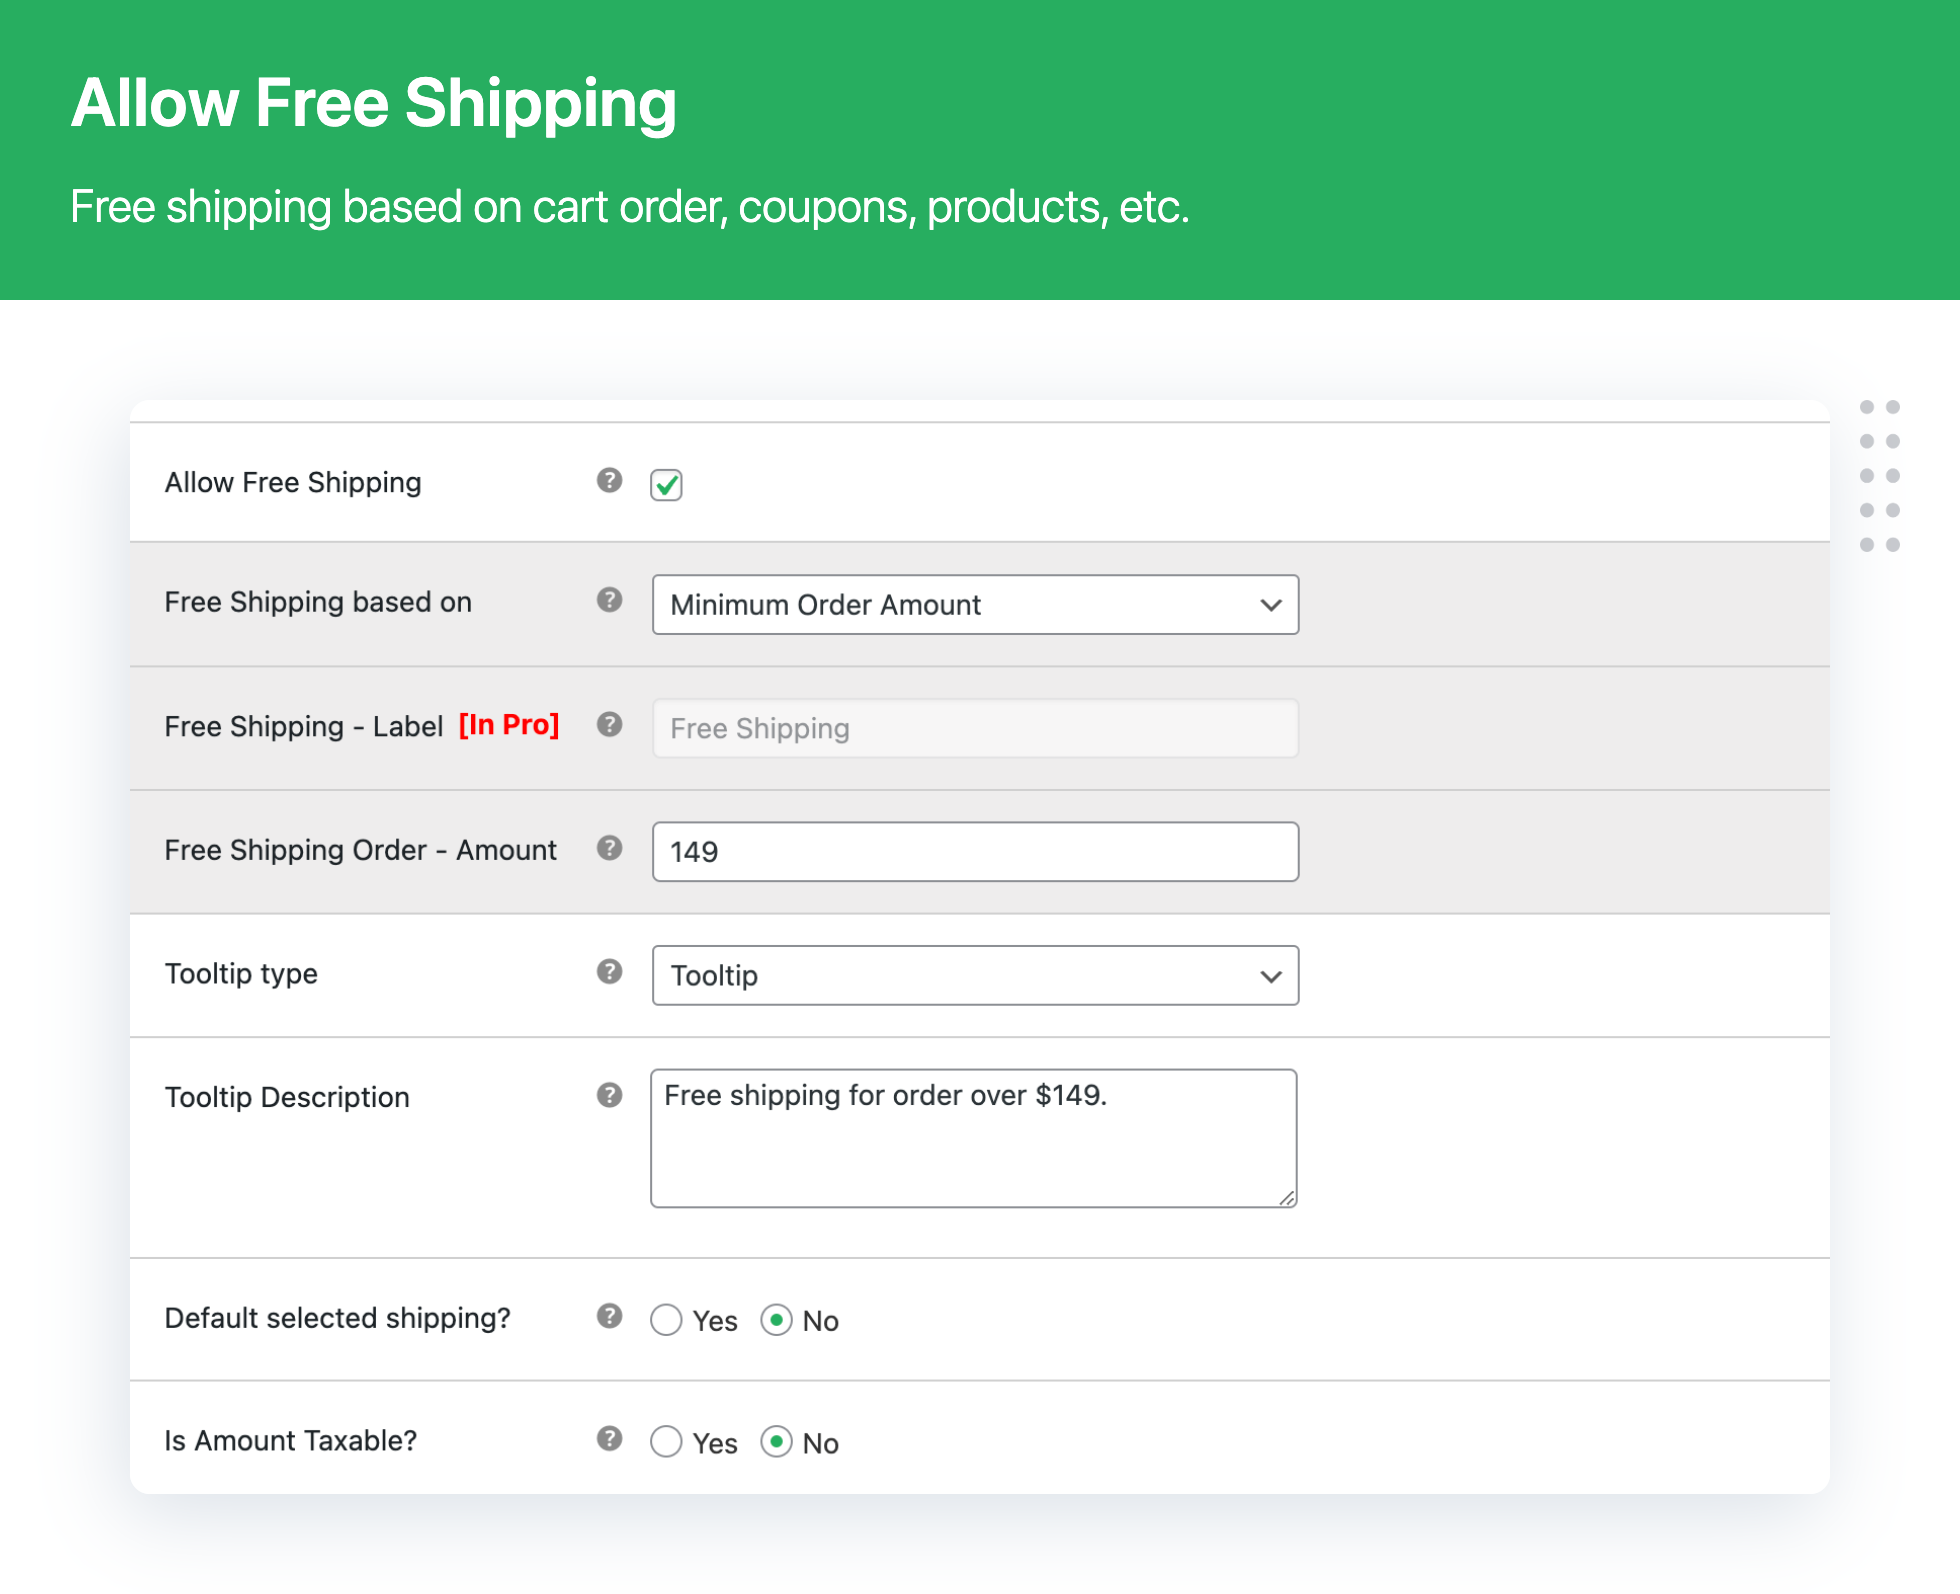 Allow Free Shipping
Free shipping based on cart order, coupons, products, etc.
Allow Free Shipping ?
Free Shipping based on ? Minimum Order Amount
Free Shipping - Label [In Pro] ? Free Shipping
Free Shipping Order - Amount ? 149
Tooltip type ? Tooltip
Tooltip Description ? Free shipping for order over $149.
Default selected shipping? ? Yes No
Is Amount Taxable? ? Yes No